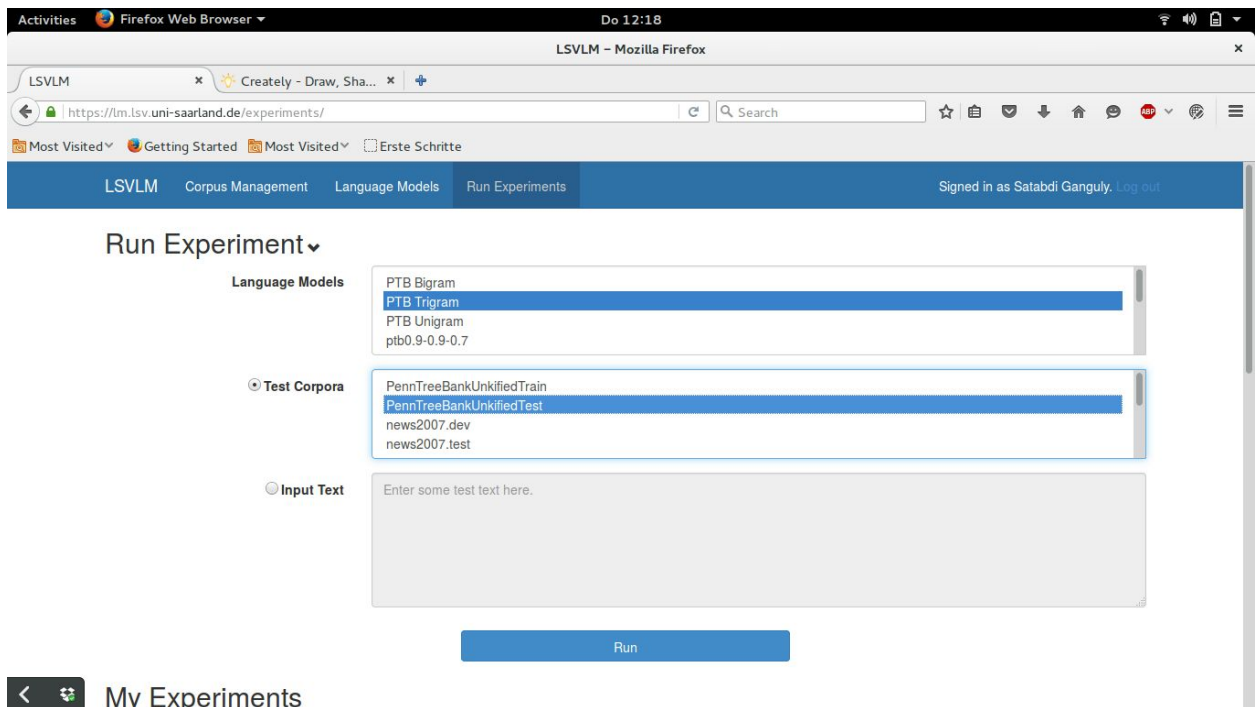 Activities Firefox Web Browser Do 12:18
LSVLM - Mozilla Firefox
LSVLM Creately - Draw, Sha...
https://lm.lsv.uni-saarland.de/experiments/ Search ABP
Most Visited Getting Started Most Visited Erste Schritte
LSVLM Corpus Management Language Models Run Experiments Signed in as Satabdi Ganguly. Log out
Run Experiment
Language Models
PTB Bigram
PTB Trigram
PTB Unigram
ptb0.9-0.9-0.7
Test Corpora
PennTreeBankUnkifiedTrain
PennTreeBankUnkifiedTest
news2007.dev
news2007.test
Input Text
Enter some test text here.
Run
My Experiments